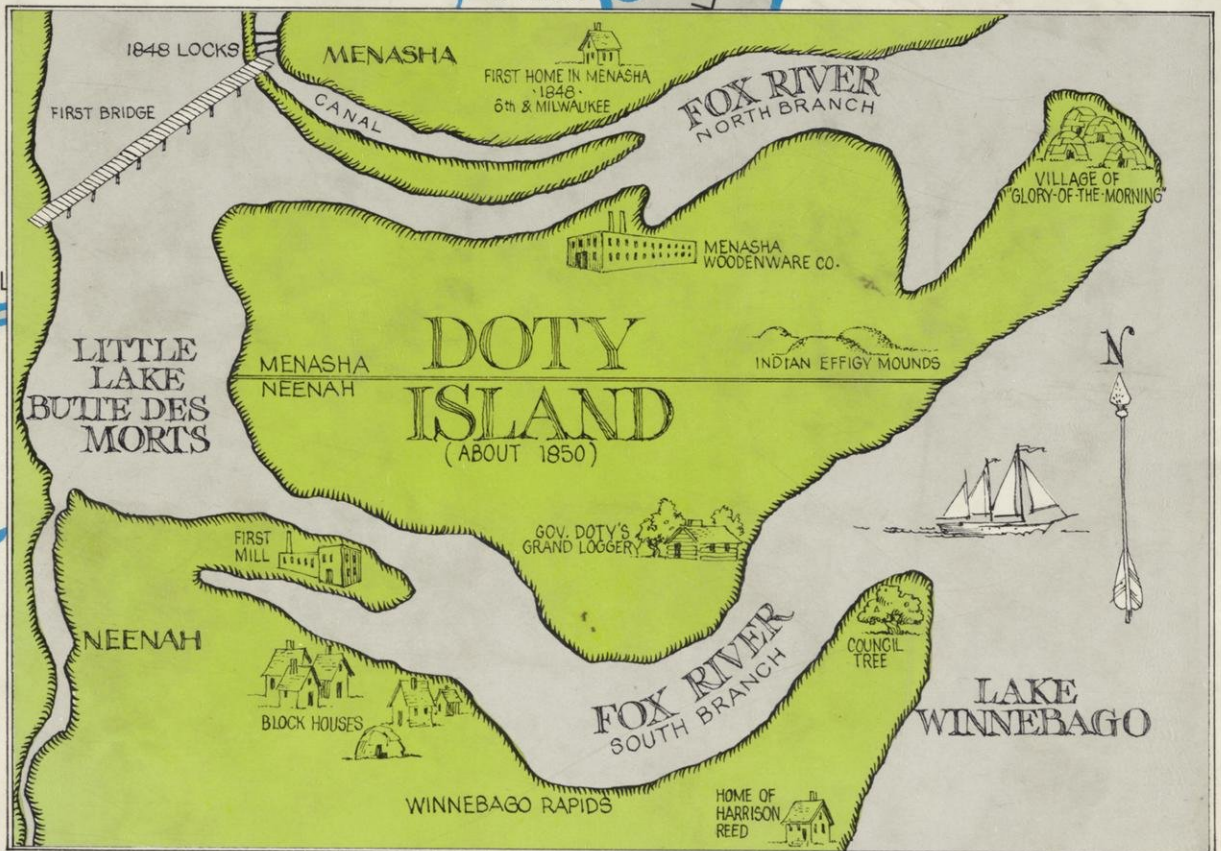 1848 LOCKS
MENASHA
FIRST HOME IN MENASHA
·1848·
6th & MILWAUKEE
FIRST BRIDGE
CANAL
FOX RIVER
NORTH BRANCH
VILLAGE OF
"GLORY-OF-THE-MORNING"
MENASHA
WOODENWARE CO.
DOTY
ISLAND
(ABOUT 1850)
INDIAN EFFIGY MOUNDS
MENASHA
NEENAH
N
LITTLE
LAKE
BUTTE DES
MORTS
GOV. DOTY'S
GRAND LOGGERY
FIRST
MILL
NEENAH
BLOCK HOUSES
FOX RIVER
SOUTH BRANCH
COUNCIL
TREE
LAKE
WINNEBAGO
WINNEBAGO RAPIDS
HOME OF
HARRISON
REED